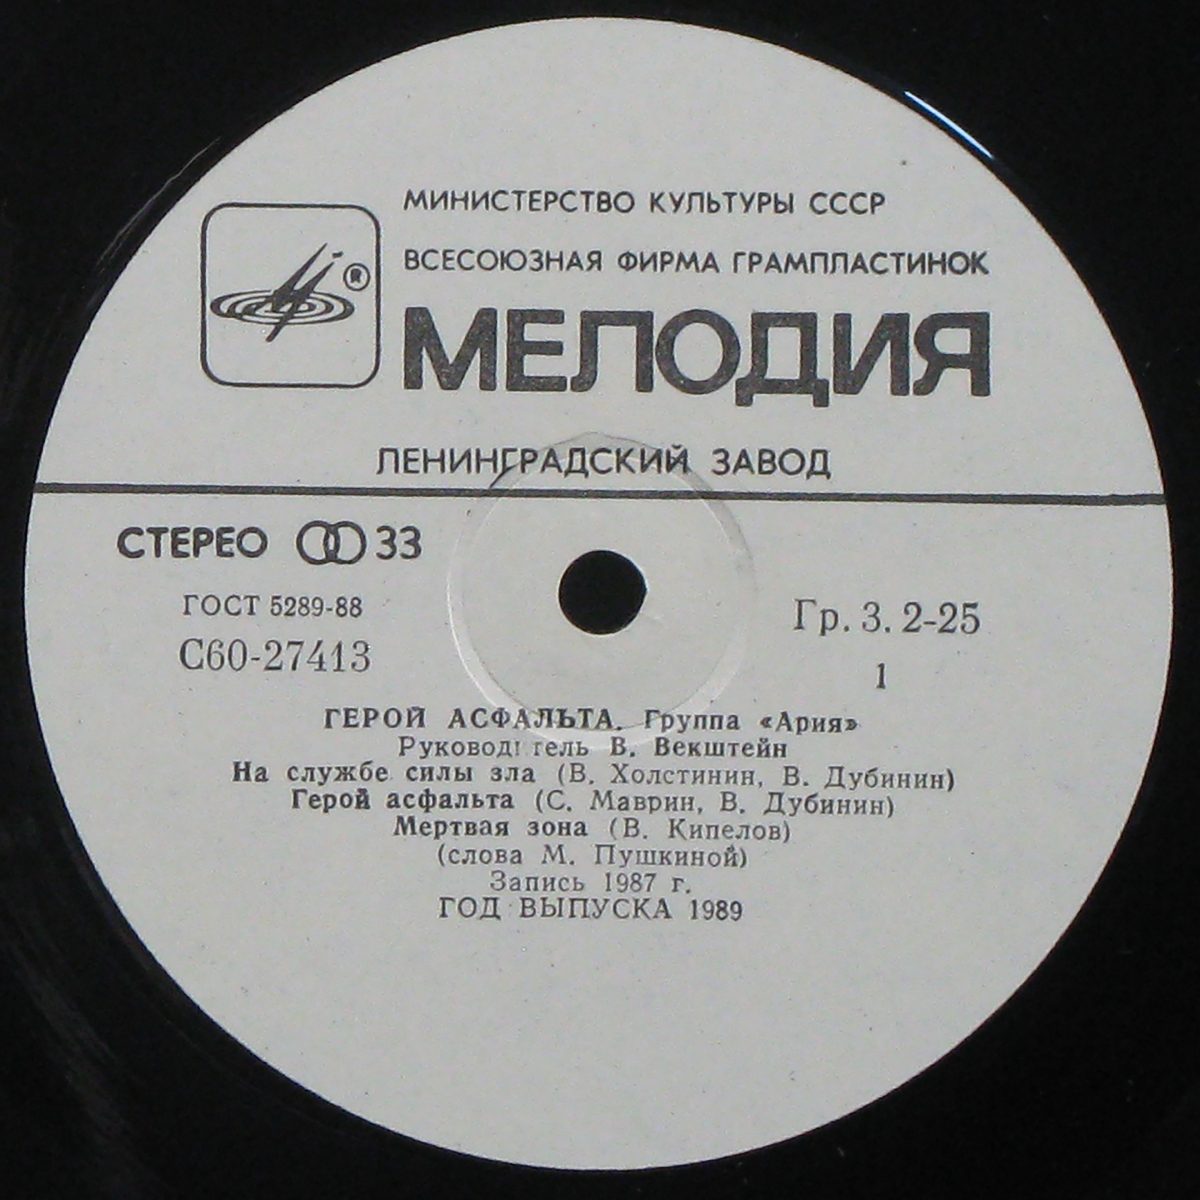 МИНИСТЕРСТВО КУЛЬТУРЫ СССР
ВСЕСОЮЗНАЯ ФИРМА ГРАМПЛАСТИНОК
®
МЕЛОДИЯ
ЛЕНИНГРАДСКИЙ ЗАВОД
СТЕРЕО 33
ГОСТ 5289-88
С60-27413
Гр. 3. 2-25
1
ГЕРОЙ АСФАЛЬТА. Группа «Ария»
Руководитель В. Векштейн
На службе силы зла (В. Холстинин, В. Дубинин)
Герой асфальта (С. Маврин, В. Дубинин)
Мертвая зона (В. Кипелов)
(слова М. Пушкиной)
Запись 1987 г.
ГОД ВЫПУСКА 1989